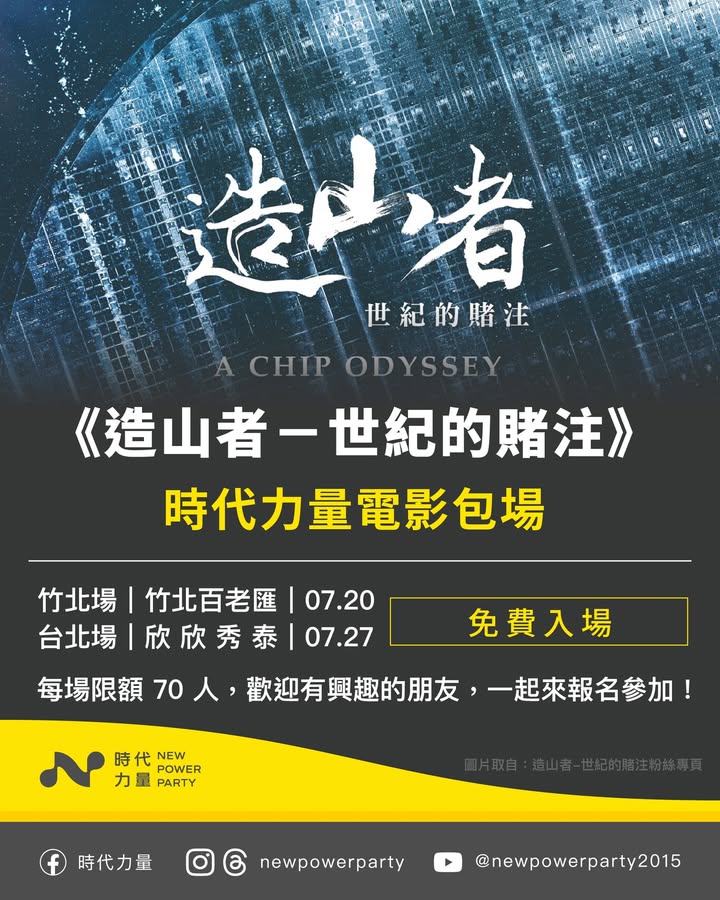 造山者
世紀的賭注
A CHIP ODYSSEY
《造山者－世紀的賭注》
時代力量電影包場
竹北場｜竹北百老匯｜07.20
台北場｜欣欣秀泰｜07.27
免費入場
每場限額 70 人，歡迎有興趣的朋友，一起來報名參加！
時代力量
NEW POWER PARTY
圖片取自：造山者–世紀的賭注粉絲專頁
時代力量
newpowerparty
@newpowerparty2015